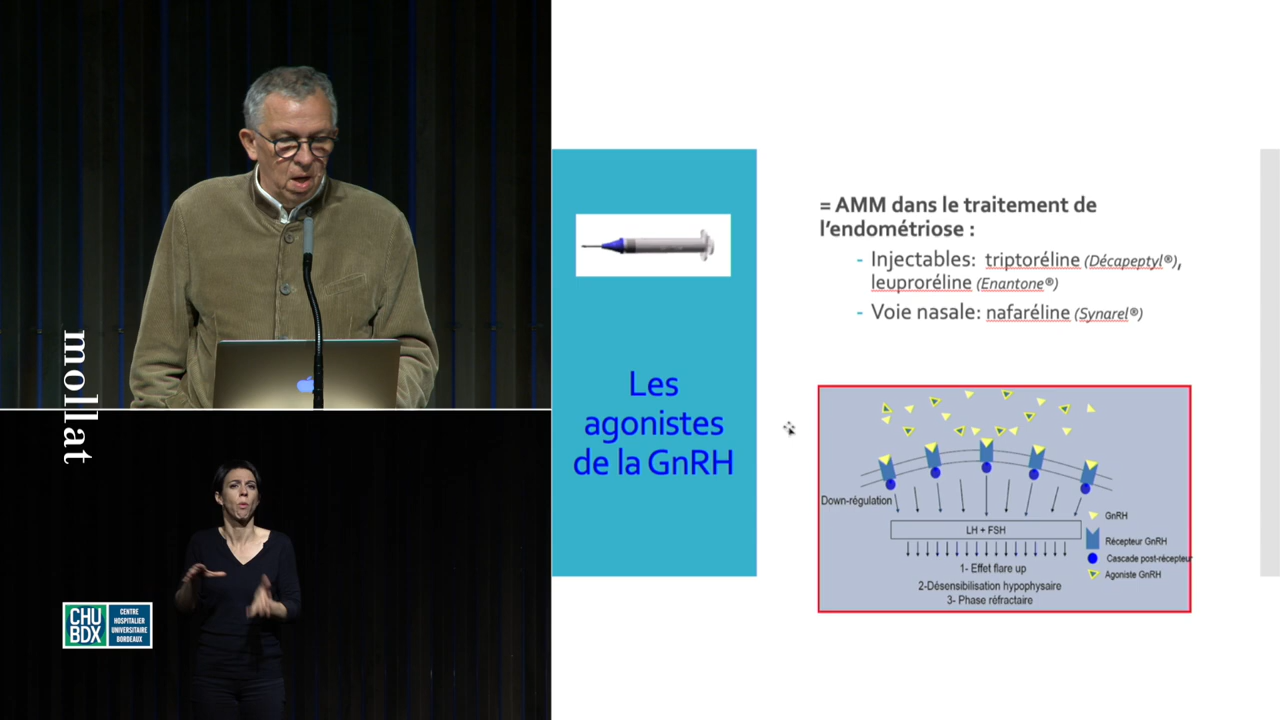 mollat
CHU
BDX
CENTRE
HOSPITALIER
UNIVERSITAIRE
BORDEAUX
Les
agonistes
de la GnRH
= AMM dans le traitement de
l’endométriose :
- Injectables: triptoréline (Décapeptyl®),
leuproréline (Enantone®)
- Voie nasale: nafaréline (Synarel®)
Down-régulation
LH + FSH
1- Effet flare up
2-Désensibilisation hypophysaire
3- Phase réfractaire
GnRH
Récepteur GnRH
Cascade post-récepteur
Agoniste GnRH